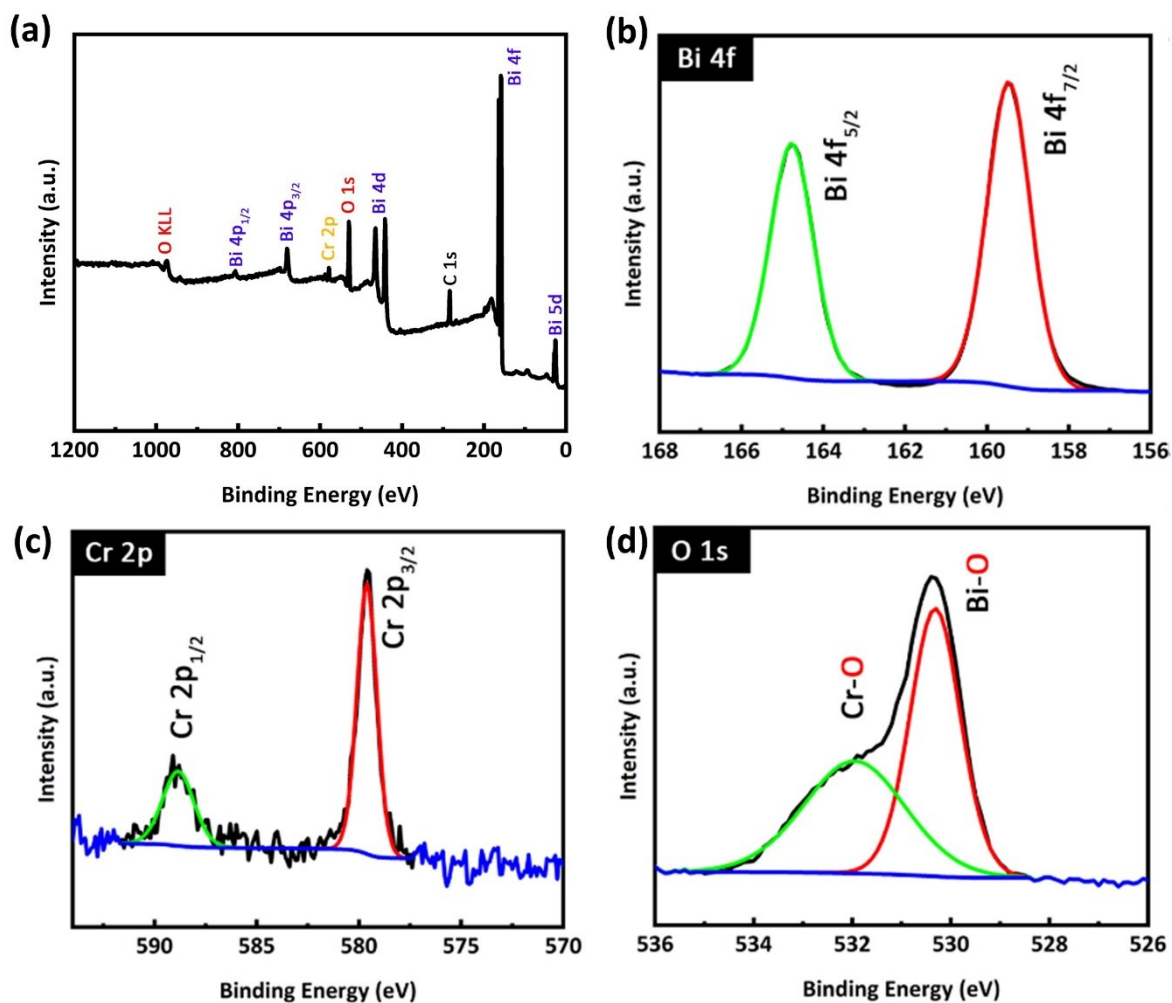 (a)
Intensity (a.u.)
O KLL
Bi 4p1/2
Bi 4p3/2
Cr 2p
O 1s
Bi 4d
C 1s
Bi 4f
Bi 5d
1200 1000 800 600 400 200 0
Binding Energy (eV)
(b)
Bi 4f
Intensity (a.u.)
Bi 4f5/2
Bi 4f7/2
168 166 164 162 160 158 156
Binding Energy (eV)
(c)
Cr 2p
Intensity (a.u.)
Cr 2p1/2
Cr 2p3/2
590 585 580 575 570
Binding Energy (eV)
(d)
O 1s
Intensity (a.u.)
Cr-O
Bi-O
536 534 532 530 528 526
Binding Energy (eV)